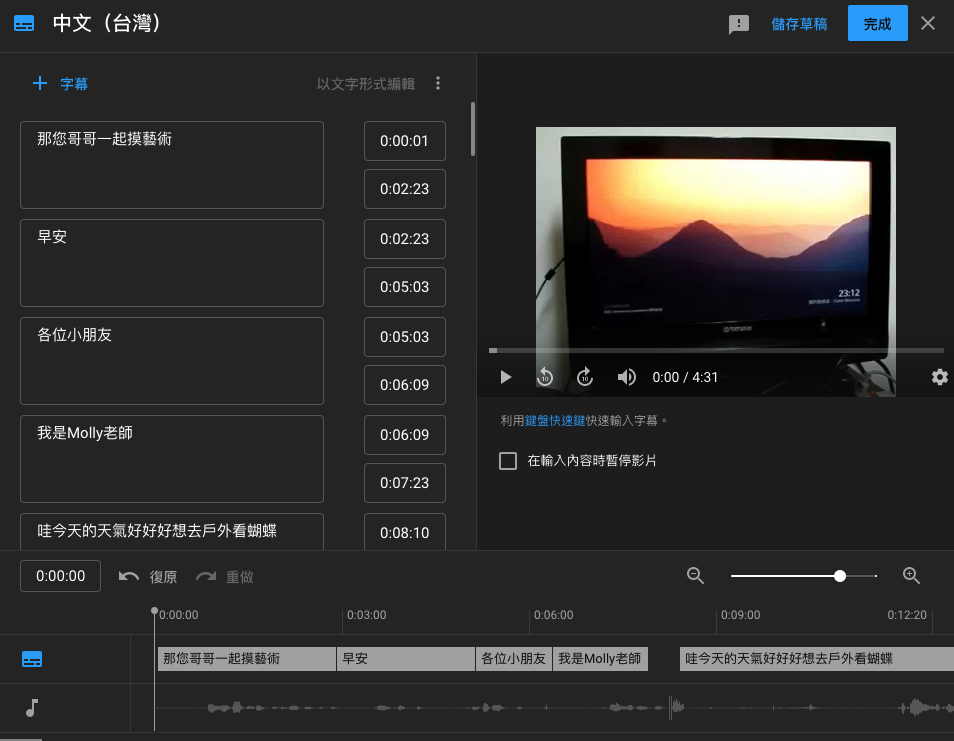 中文（台灣）
儲存草稿
完成
字幕
以文字形式編輯
那您哥哥一起摸藝術
0:00:01
0:02:23
早安
0:02:23
0:05:03
各位小朋友
0:05:03
0:06:09
我是Molly老師
0:06:09
0:07:23
哇今天的天氣好好好想去戶外看蝴蝶
0:08:10
23:12
10
10
0:00 / 4:31
利用鍵盤快速鍵快速輸入字幕。
在輸入內容時暫停影片
0:00:00
復原
重做
0:00:00
0:03:00
0:06:00
0:09:00
0:12:20
那您哥哥一起摸藝術
早安
各位小朋友
我是Molly老師
哇今天的天氣好好好想去戶外看蝴蝶